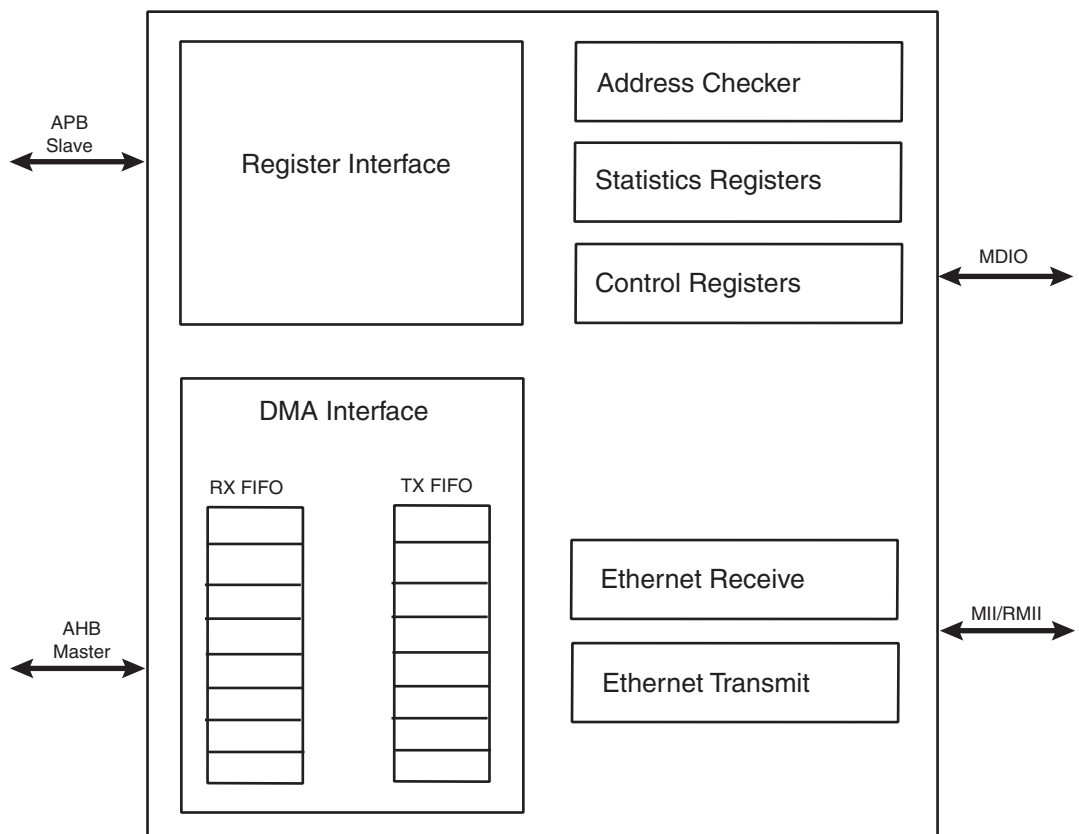 APB
Slave
Register Interface
Address Checker
Statistics Registers
Control Registers
MDIO
DMA Interface
RX FIFO
TX FIFO
AHB
Master
Ethernet Receive
Ethernet Transmit
MII/RMII